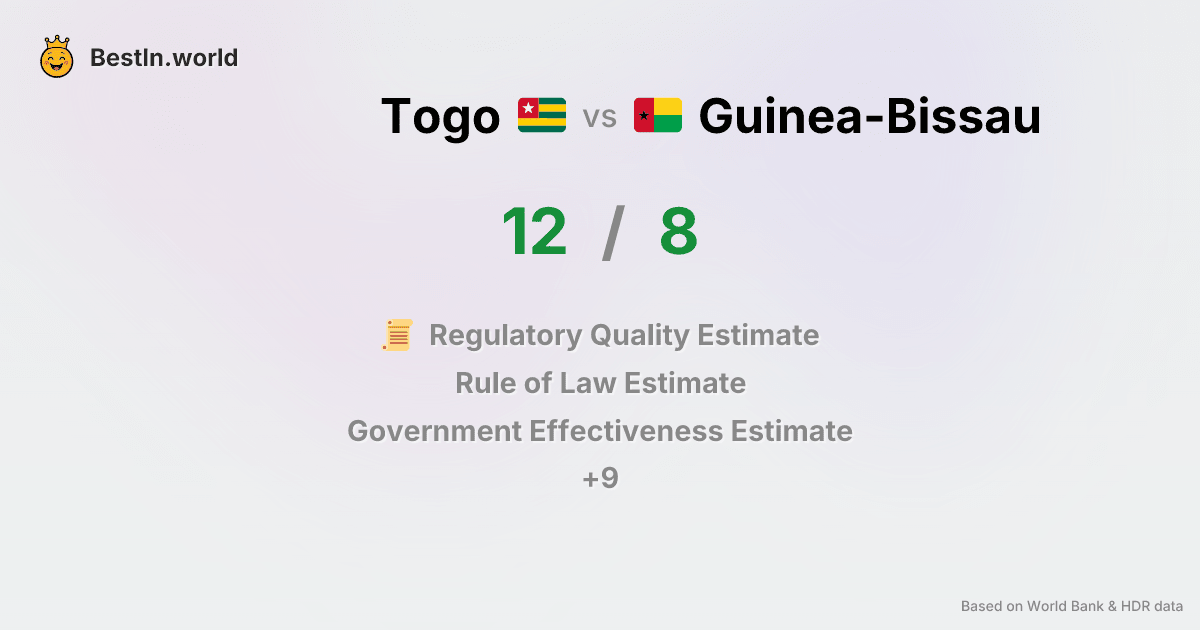 BestIn.world
Togo vs Guinea-Bissau
12 / 8
Regulatory Quality Estimate
Rule of Law Estimate
Government Effectiveness Estimate
+9
Based on World Bank & HDR data